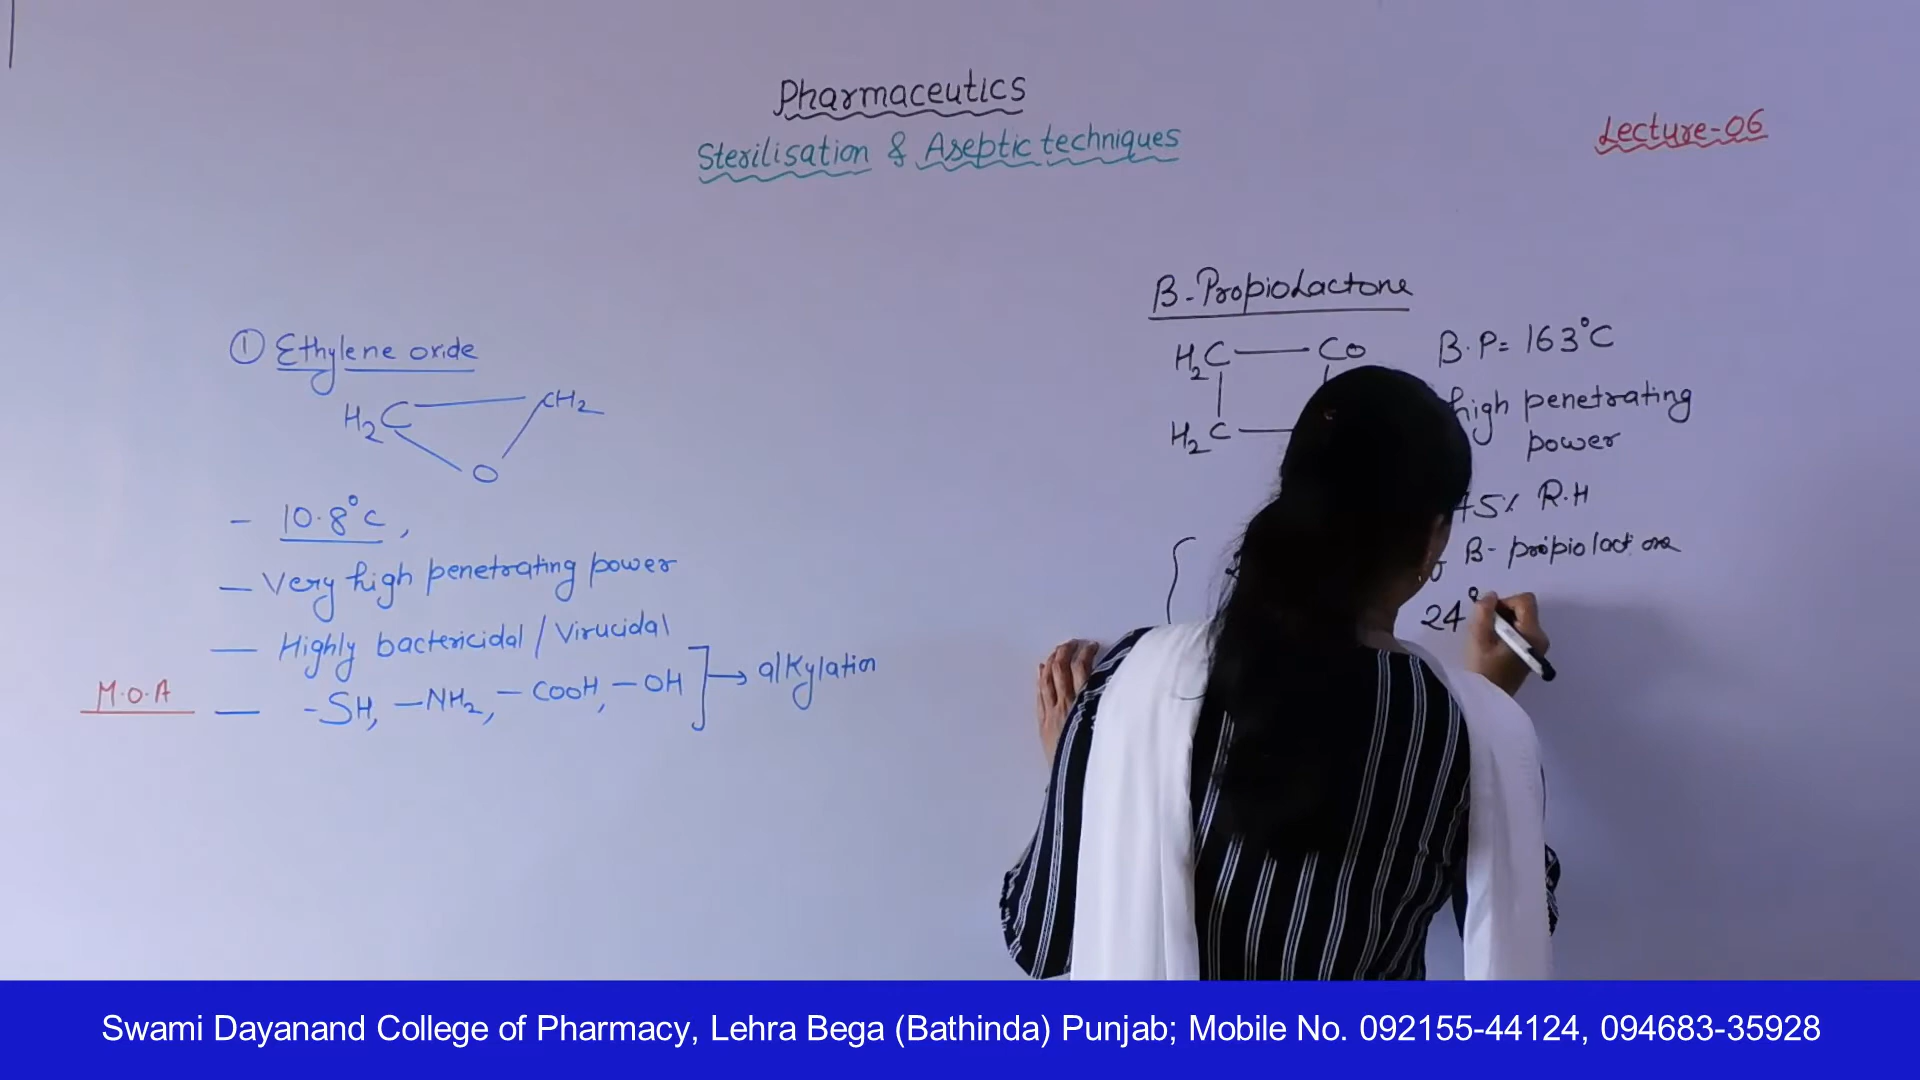 Pharmaceutics
Sterilisation & Aseptic techniques
Lecture-06
① Ethylene oxide
H2C CH2
O
- 10.8°C,
- Very high penetrating power
- Highly bactericidal / Virucidal
M.O.A - -SH, -NH2, -COOH, -OH ] → alkylation
B-PropioLactone
H2C — CO
H2C —
B.P = 163°C
high penetrating
power
75% R.H
B-propiolactone
24°
Swami Dayanand College of Pharmacy, Lehra Bega (Bathinda) Punjab; Mobile No. 092155-44124, 094683-35928